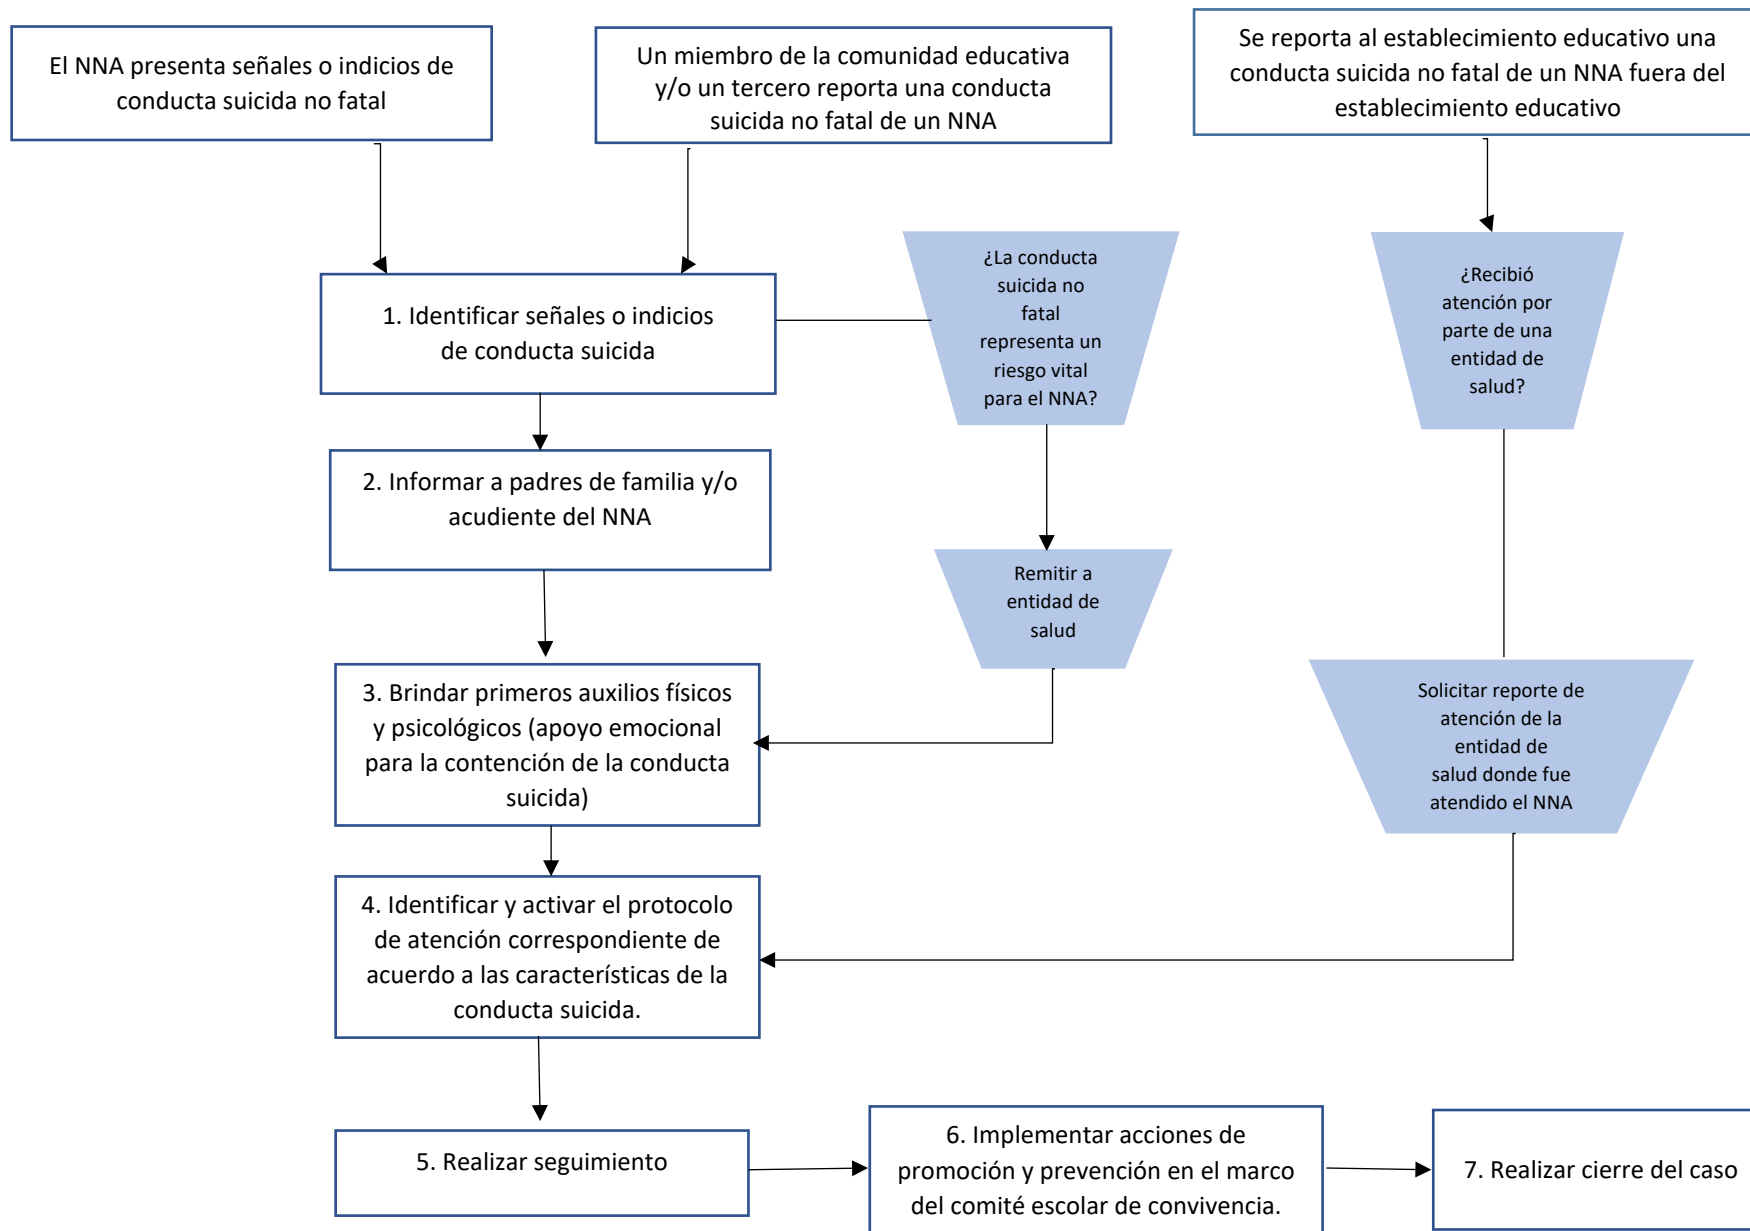 El NNA presenta señales o indicios de
conducta suicida no fatal
Un miembro de la comunidad educativa
y/o un tercero reporta una conducta
suicida no fatal de un NNA
Se reporta al establecimiento educativo una
conducta suicida no fatal de un NNA fuera del
establecimiento educativo
1. Identificar señales o indicios
de conducta suicida
¿La conducta
suicida no
fatal
representa un
riesgo vital
para el NNA?
¿Recibió
atención por
parte de una
entidad de
salud?
2. Informar a padres de familia y/o
acudiente del NNA
Remitir a
entidad de
salud
3. Brindar primeros auxilios físicos
y psicológicos (apoyo emocional
para la contención de la conducta
suicida)
Solicitar reporte de
atención de la
entidad de
salud donde fue
atendido el NNA
4. Identificar y activar el protocolo
de atención correspondiente de
acuerdo a las características de la
conducta suicida.
5. Realizar seguimiento
6. Implementar acciones de
promoción y prevención en el marco
del comité escolar de convivencia.
7. Realizar cierre del caso